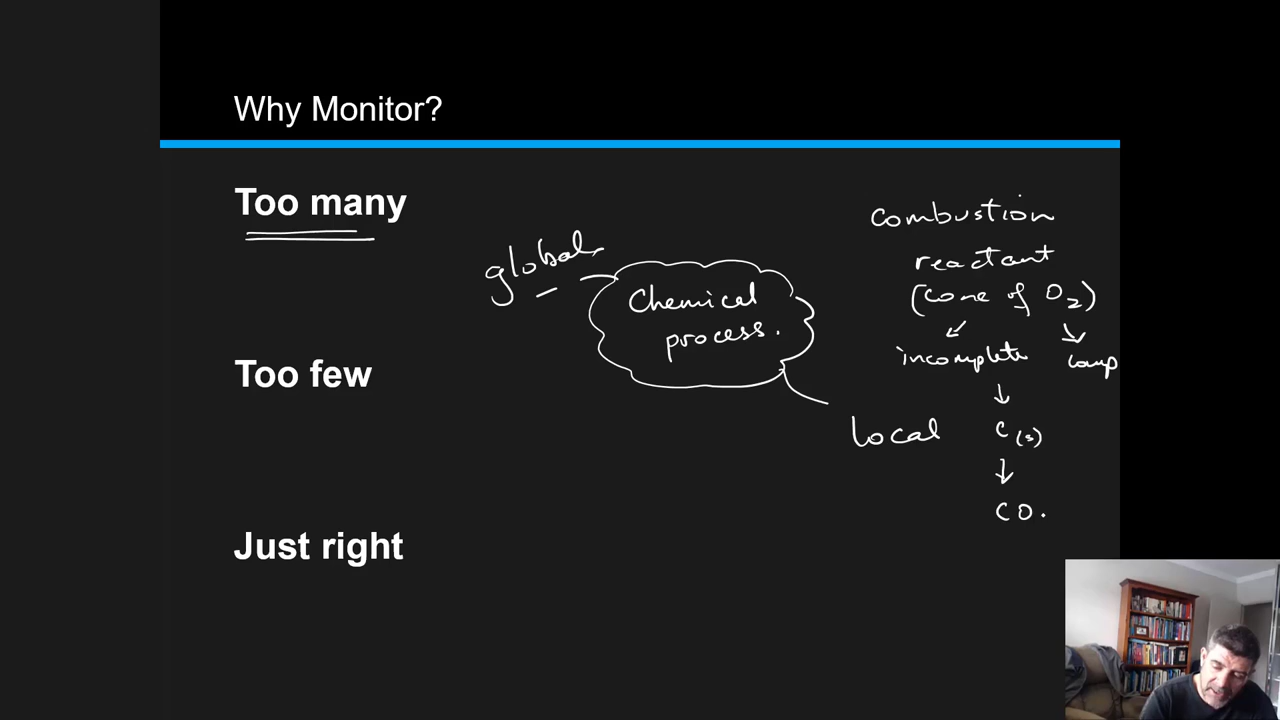 Why Monitor?
Too many
global
Chemical
process.
combustion
reactant
(conc of O2)
incomplete
comp
Too few
local
C(s)
CO.
Just right